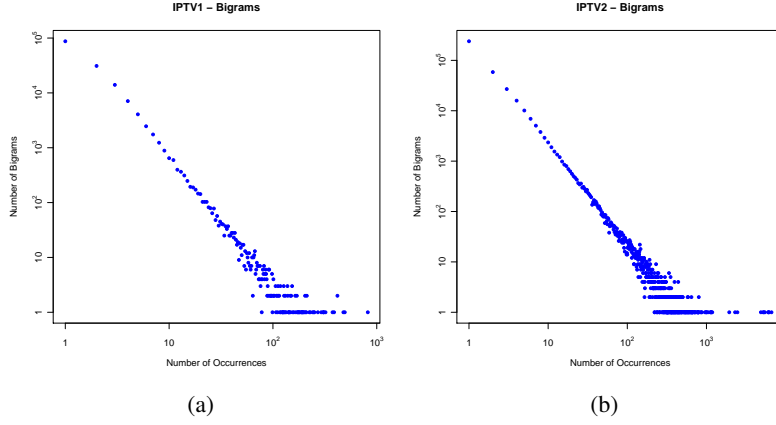 IPTV1 – Bigrams
Number of Bigrams
10^5
10^4
10^3
10^2
10
1
1 10 10^2 10^3
Number of Occurrences
(a)
IPTV2 – Bigrams
Number of Bigrams
10^5
10^4
10^3
10^2
10
1
1 10 10^2 10^3
Number of Occurrences
(b)